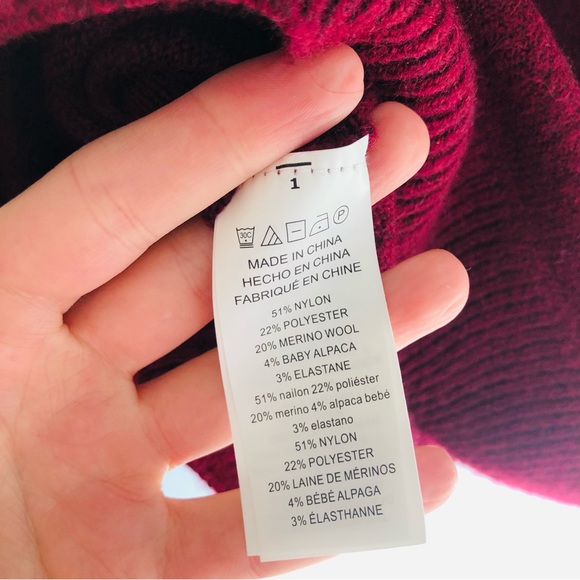 1
30C P
MADE IN CHINA
HECHO EN CHINA
FABRIQUÉ EN CHINE
51% NYLON
22% POLYESTER
20% MERINO WOOL
4% BABY ALPACA
3% ELASTANE
51% nailon 22% poliéster
20% merino 4% alpaca bebé
3% elastano
51% NYLON
22% POLYESTER
20% LAINE DE MÉRINOS
4% BÉBÉ ALPAGA
3% ÉLASTHANNE